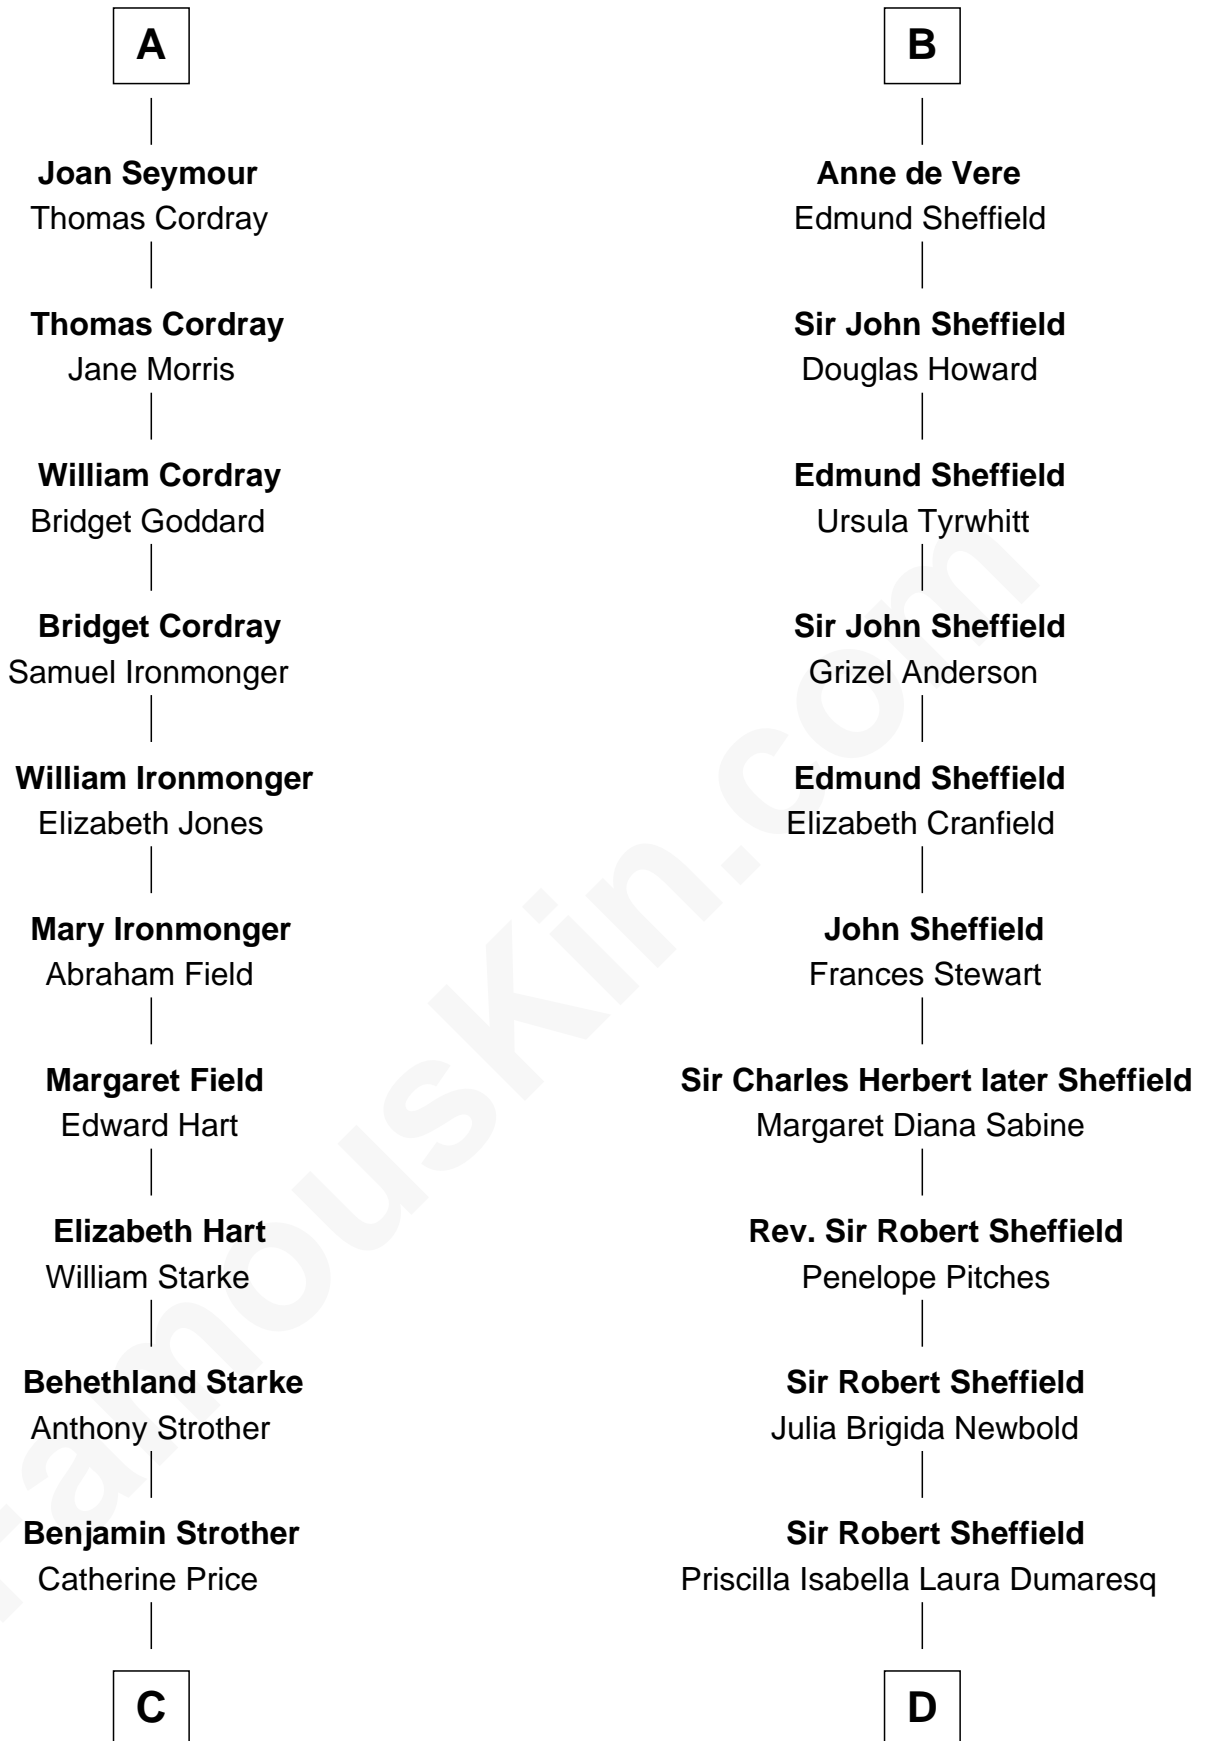 A
Joan Seymour
Thomas Cordray
Thomas Cordray
Jane Morris
William Cordray
Bridget Goddard
Bridget Cordray
Samuel Ironmonger
William Ironmonger
Elizabeth Jones
Mary Ironmonger
Abraham Field
Margaret Field
Edward Hart
Elizabeth Hart
William Starke
Behethland Starke
Anthony Strother
Benjamin Strother
Catherine Price
C
B
Anne de Vere
Edmund Sheffield
Sir John Sheffield
Douglas Howard
Edmund Sheffield
Ursula Tyrwhitt
Sir John Sheffield
Grizel Anderson
Edmund Sheffield
Elizabeth Cranfield
John Sheffield
Frances Stewart
Sir Charles Herbert later Sheffield
Margaret Diana Sabine
Rev. Sir Robert Sheffield
Penelope Pitches
Sir Robert Sheffield
Julia Brigida Newbold
Sir Robert Sheffield
Priscilla Isabella Laura Dumaresq
D
FamousKin.com